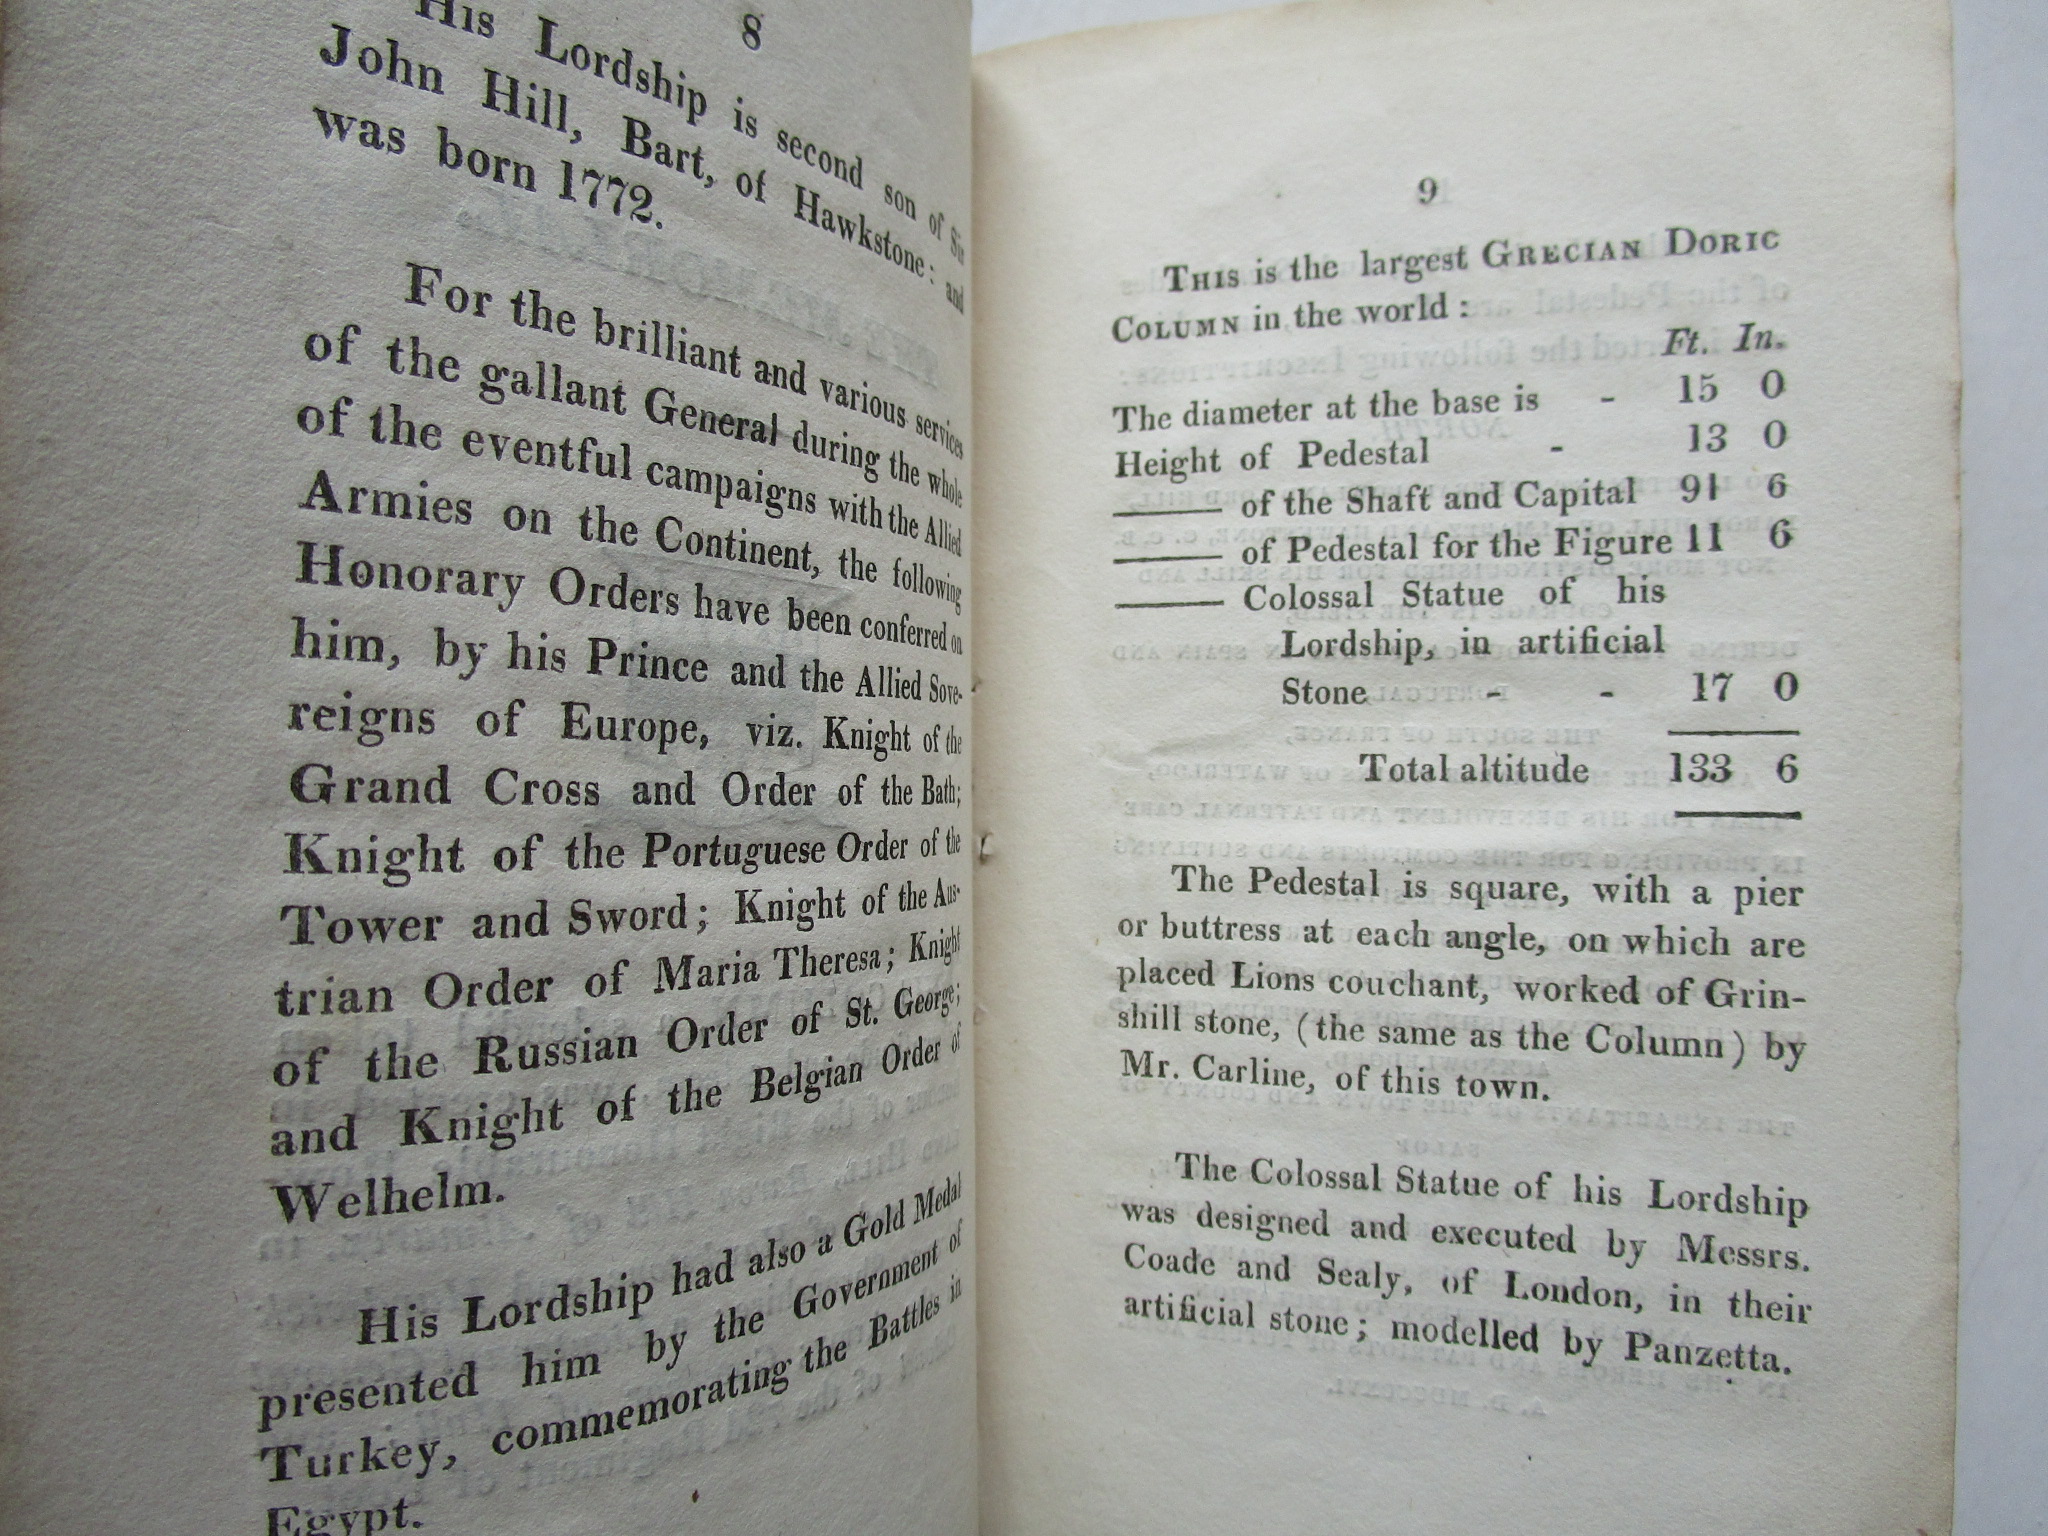 8
His Lordship is second son of Sir
John Hill, Bart, of Hawkstone: and
was born 1772.
For the brilliant and various services
of the gallant General during the whole
of the eventful campaigns with the Allied
Armies on the Continent, the following
Honorary Orders have been conferred on
him, by his Prince and the Allied Sove-
reigns of Europe, viz. Knight of the
Grand Cross and Order of the Bath;
Knight of the Portuguese Order of the
Tower and Sword; Knight of the Aus-
trian Order of Maria Theresa; Knight
of the Russian Order of St. George;
and Knight of the Belgian Order of
Welhelm.
His Lordship had also a Gold Medal
presented him by the Government of
Turkey, commemorating the Battles in
Egypt.
9
THIS is the largest GRECIAN DORIC
COLUMN in the world:
Ft. In.
The diameter at the base is - 15 0
Height of Pedestal - 13 0
—— of the Shaft and Capital 91 6
—— of Pedestal for the Figure 11 6
—— Colossal Statue of his
Lordship, in artificial
Stone - - 17 0
Total altitude 133 6
The Pedestal is square, with a pier
or buttress at each angle, on which are
placed Lions couchant, worked of Grin-
shill stone, (the same as the Column) by
Mr. Carline, of this town.
The Colossal Statue of his Lordship
was designed and executed by Messrs.
Coade and Sealy, of London, in their
artificial stone; modelled by Panzetta.